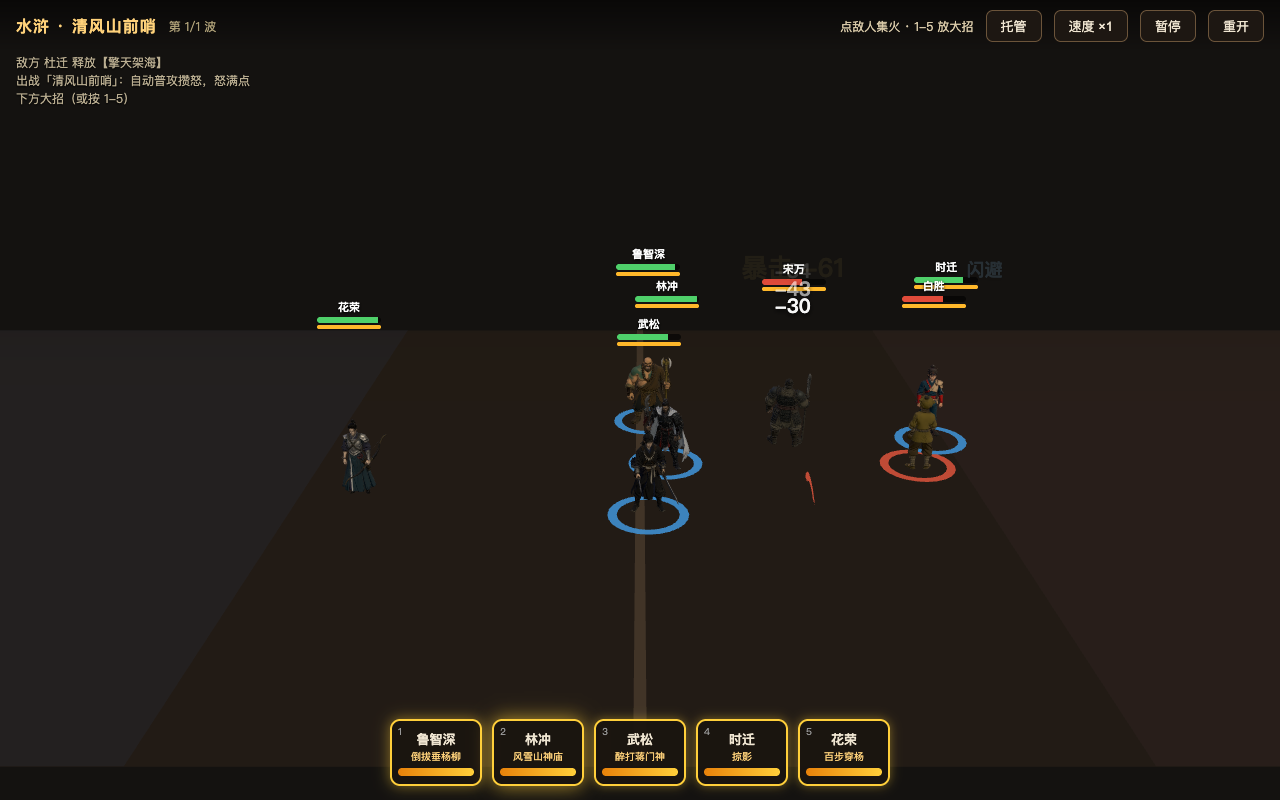 水浒 · 清风山前哨 第 1/1 波
点敌人集火 · 1–5 放大招 托管 速度 ×1 暂停 重开
敌方 杜迁 释放【擎天架海】
出战「清风山前哨」：自动普攻攒怒，怒满点
下方大招（或按 1–5）
鲁智深
林冲
武松
花荣
暴击 -61
宋万
-43
−30
时迁
闪避
白胜
1 鲁智深
倒拔垂杨柳
2 林冲
风雪山神庙
3 武松
醉打蒋门神
4 时迁
掠影
5 花荣
百步穿杨